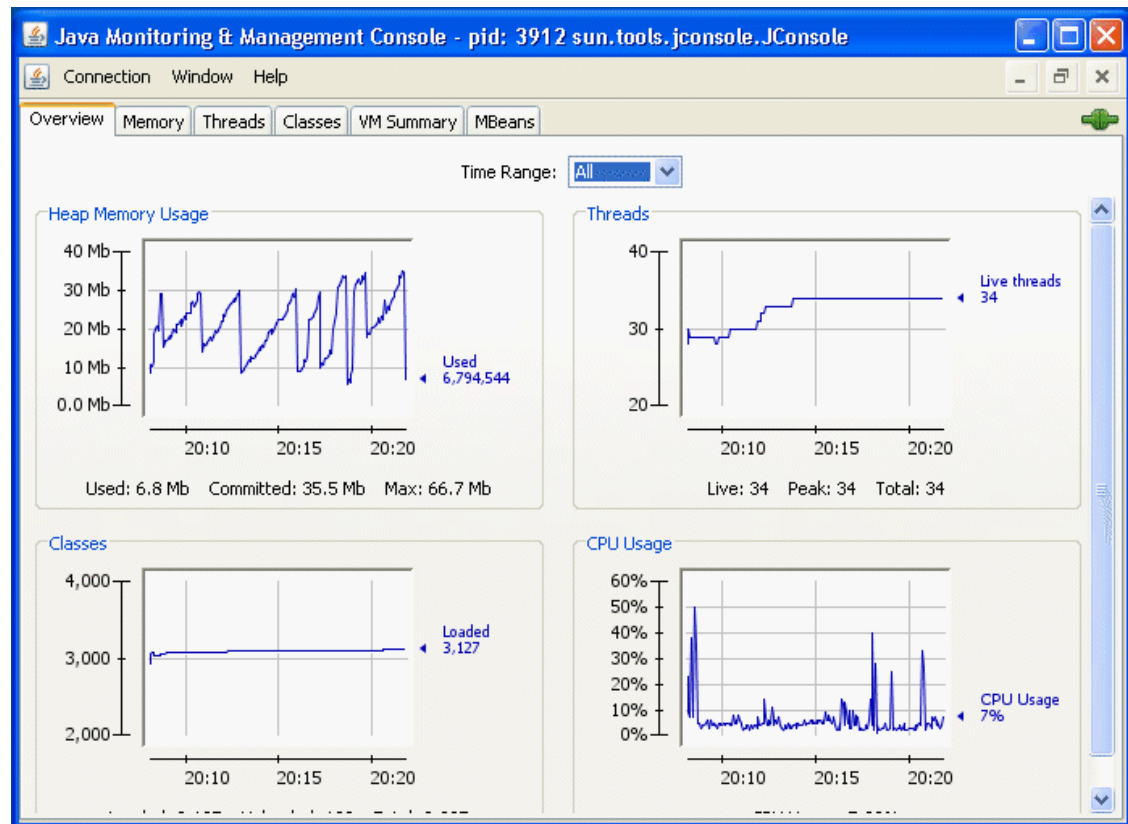 Java Monitoring & Management Console - pid: 3912 sun.tools.jconsole.JConsole
Connection Window Help
Overview Memory Threads Classes VM Summary MBeans
Time Range: All
Heap Memory Usage
40 Mb
30 Mb
20 Mb
10 Mb
0.0 Mb
Used
6,794,544
20:10 20:15 20:20
Used: 6.8 Mb Committed: 35.5 Mb Max: 66.7 Mb
Threads
40
30
20
Live threads
34
20:10 20:15 20:20
Live: 34 Peak: 34 Total: 34
Classes
4,000
3,000
2,000
Loaded
3,127
20:10 20:15 20:20
CPU Usage
60%
50%
40%
30%
20%
10%
0%
CPU Usage
7%
20:10 20:15 20:20